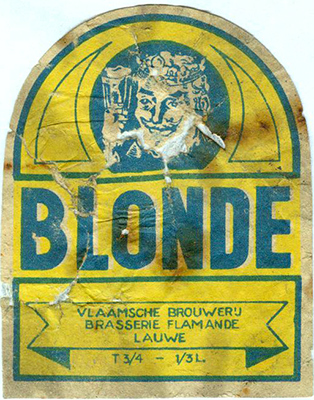 BLONDE
VLAAMSCHE BROUWERIJ
BRASSERIE FLAMANDE
LAUWE
T 3/4 - 1/3 L.